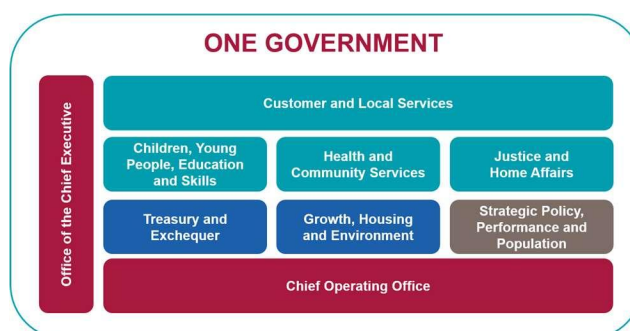 ONE GOVERNMENT
Office of the Chief Executive
Customer and Local Services
Children, Young
People, Education
and Skills
Health and
Community Services
Justice and
Home Affairs
Treasury and
Exchequer
Growth, Housing
and Environment
Strategic Policy,
Performance and
Population
Chief Operating Office